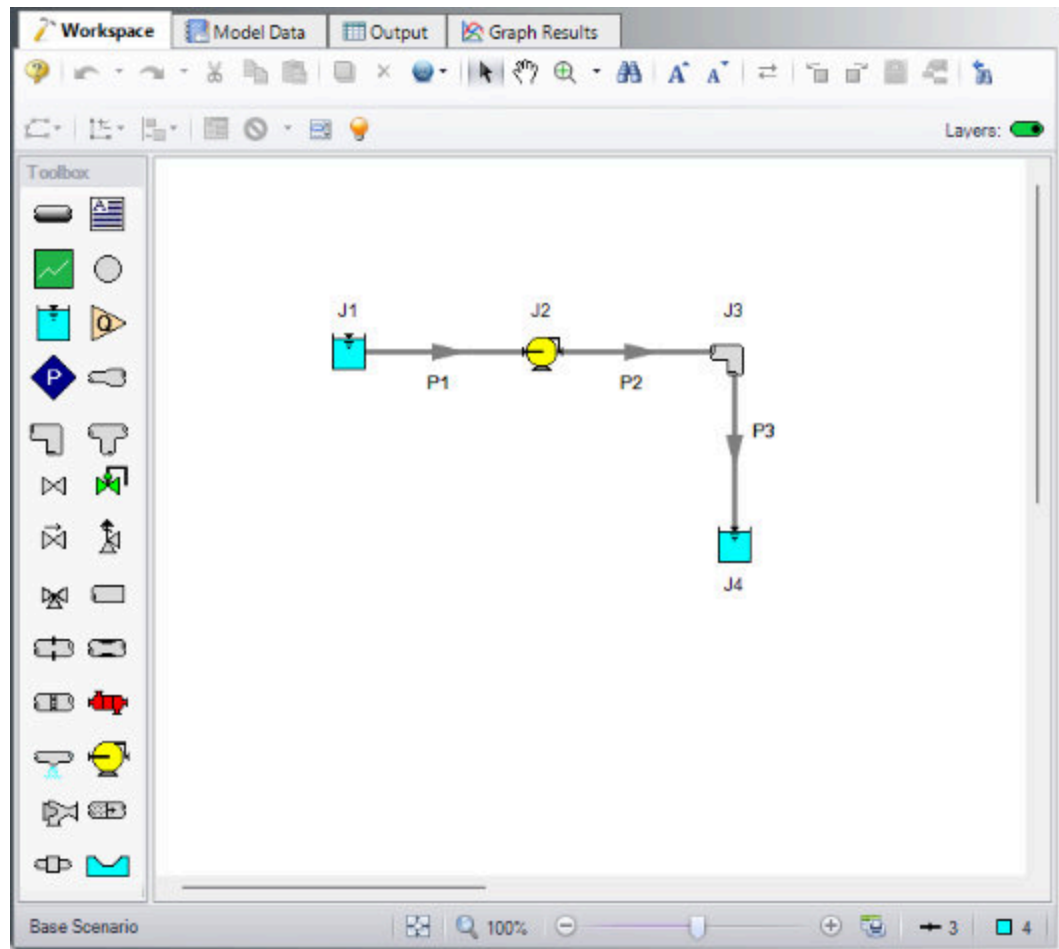 Workspace Model Data Output Graph Results
A A
Layers:
Toolbox
A
Q
P
J1 J2 J3
P1 P2
P3
J4
Base Scenario 100% 3 4